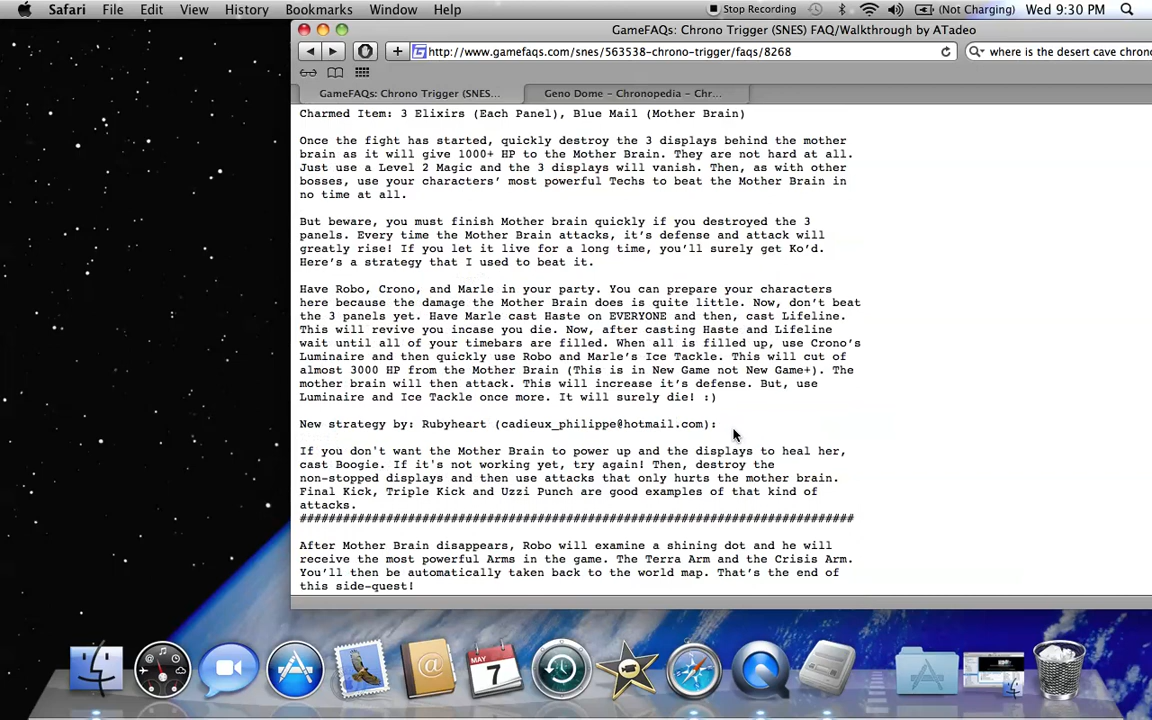 Safari File Edit View History Bookmarks Window Help Stop Recording (Not Charging) Wed 9:30 PM
GameFAQs: Chrono Trigger (SNES) FAQ/Walkthrough by ATadeo
http://www.gamefaqs.com/snes/563538-chrono-trigger/faqs/8268 where is the desert cave chron
GameFAQs: Chrono Trigger (SNES... Geno Dome – Chronopedia – Chr...
Charmed Item: 3 Elixirs (Each Panel), Blue Mail (Mother Brain)
Once the fight has started, quickly destroy the 3 displays behind the mother
brain as it will give 1000+ HP to the Mother Brain. They are not hard at all.
Just use a Level 2 Magic and the 3 displays will vanish. Then, as with other
bosses, use your characters' most powerful Techs to beat the Mother Brain in
no time at all.
But beware, you must finish Mother brain quickly if you destroyed the 3
panels. Every time the Mother Brain attacks, it's defense and attack will
greatly rise! If you let it live for a long time, you'll surely get Ko'd.
Here's a strategy that I used to beat it.
Have Robo, Crono, and Marle in your party. You can prepare your characters
here because the damage the Mother Brain does is quite little. Now, don't beat
the 3 panels yet. Have Marle cast Haste on EVERYONE and then, cast Lifeline.
This will revive you incase you die. Now, after casting Haste and Lifeline
wait until all of your timebars are filled. When all is filled up, use Crono's
Luminaire and then quickly use Robo and Marle's Ice Tackle. This will cut of
almost 3000 HP from the Mother Brain (This is in New Game not New Game+). The
mother brain will then attack. This will increase it's defense. But, use
Luminaire and Ice Tackle once more. It will surely die! :)
New strategy by: Rubyheart (cadieux_philippe@hotmail.com):
If you don't want the Mother Brain to power up and the displays to heal her,
cast Boogie. If it's not working yet, try again! Then, destroy the
non-stopped displays and then use attacks that only hurts the mother brain.
Final Kick, Triple Kick and Uzzi Punch are good examples of that kind of
attacks.
#############################################################################
After Mother Brain disappears, Robo will examine a shining dot and he will
receive the most powerful Arms in the game. The Terra Arm and the Crisis Arm.
You'll then be automatically taken back to the world map. That's the end of
this side-quest!
MAY
7